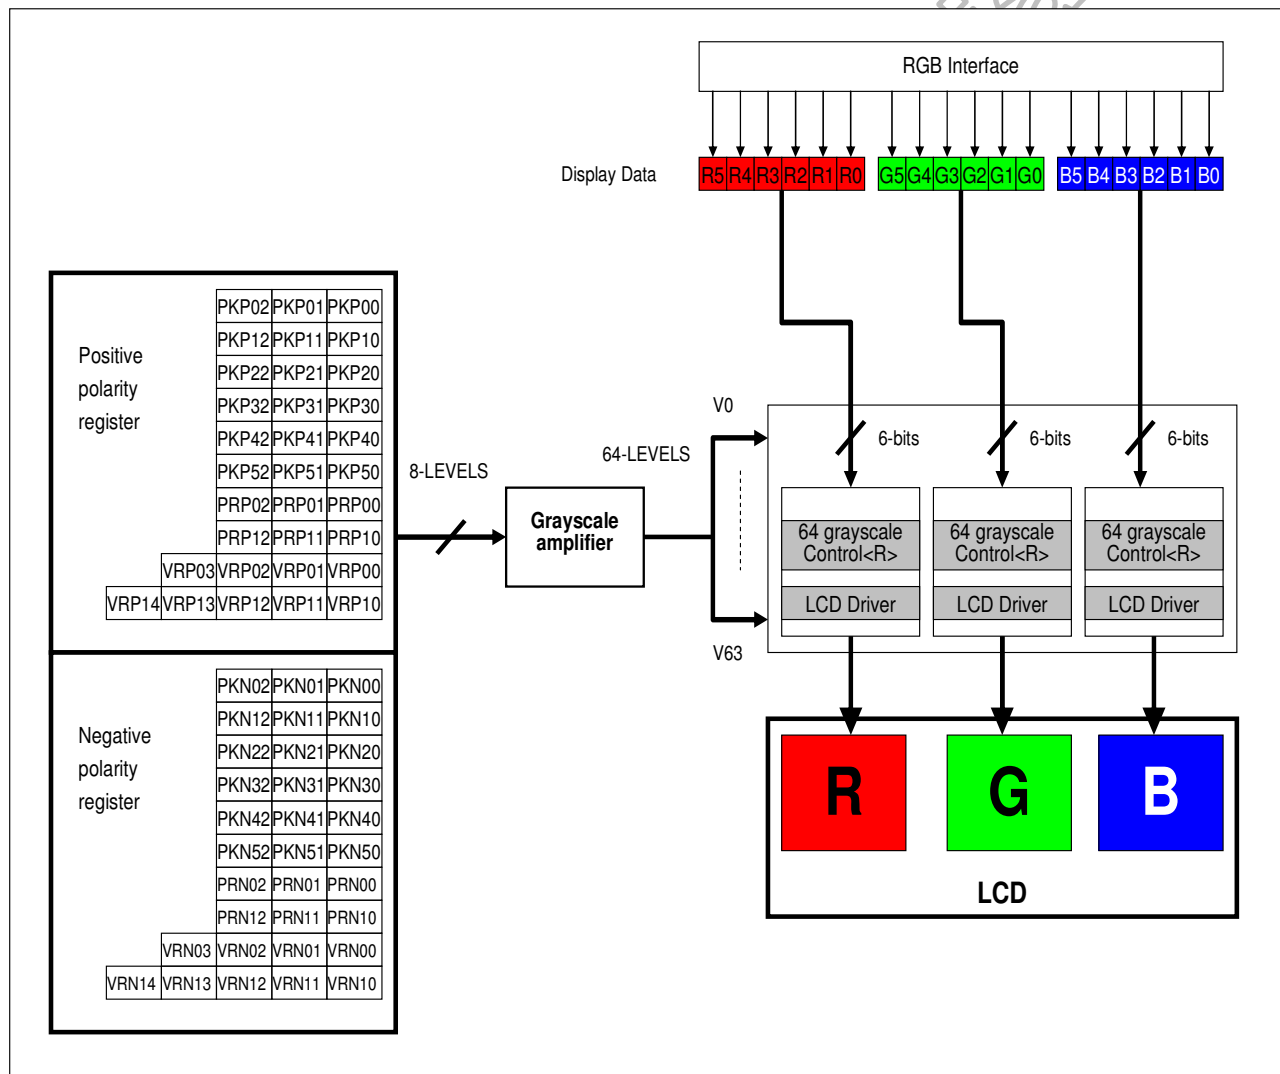 RGB Interface
Display Data
R5 R4 R3 R2 R1 R0 G5 G4 G3 G2 G1 G0 B5 B4 B3 B2 B1 B0
Positive
polarity
register
PKP02 PKP01 PKP00
PKP12 PKP11 PKP10
PKP22 PKP21 PKP20
PKP32 PKP31 PKP30
PKP42 PKP41 PKP40
PKP52 PKP51 PKP50
PRP02 PRP01 PRP00
PRP12 PRP11 PRP10
VRP03 VRP02 VRP01 VRP00
VRP14 VRP13 VRP12 VRP11 VRP10
Negative
polarity
register
PKN02 PKN01 PKN00
PKN12 PKN11 PKN10
PKN22 PKN21 PKN20
PKN32 PKN31 PKN30
PKN42 PKN41 PKN40
PKN52 PKN51 PKN50
PRN02 PRN01 PRN00
PRN12 PRN11 PRN10
VRN03 VRN02 VRN01 VRN00
VRN14 VRN13 VRN12 VRN11 VRN10
8-LEVELS
Grayscale
amplifier
64-LEVELS
V0
V63
6-bits 6-bits 6-bits
64 grayscale
Control<R>
LCD Driver
64 grayscale
Control<R>
LCD Driver
64 grayscale
Control<R>
LCD Driver
R G B
LCD